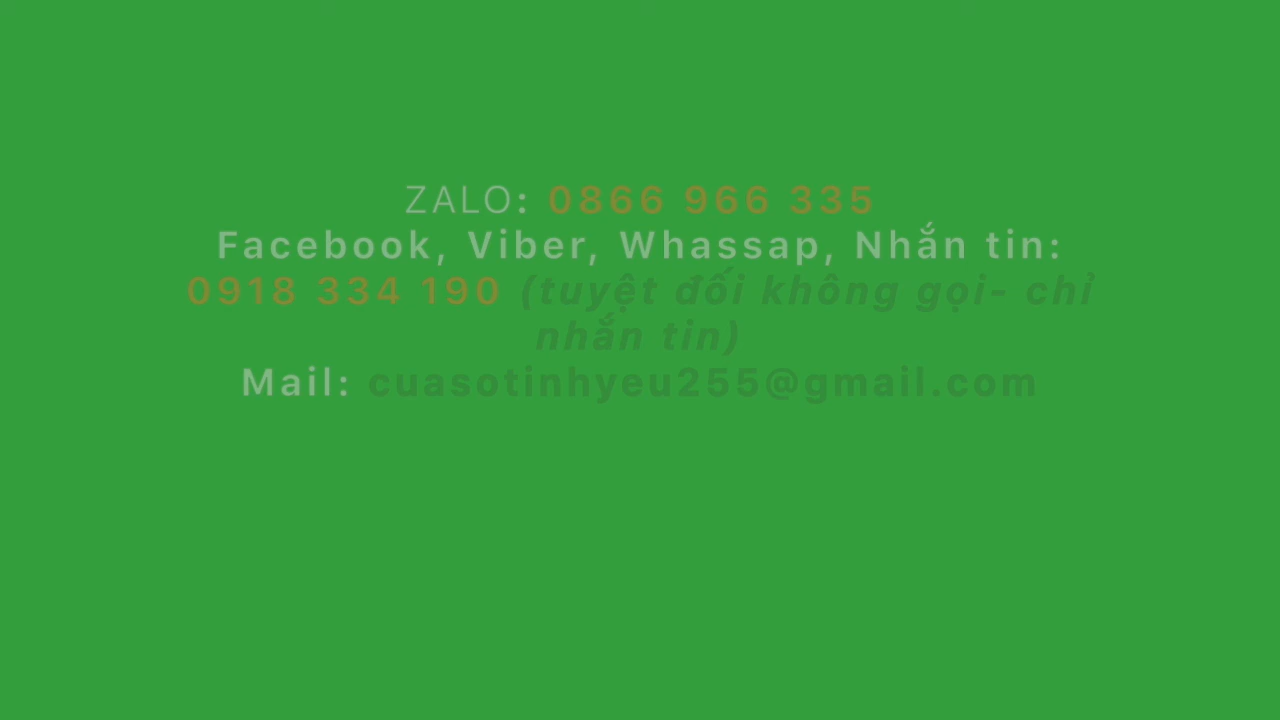 ZALO: 0866 966 335
Facebook, Viber, Whassap, Nhắn tin:
0918 334 190 (tuyệt đối không gọi- chỉ
nhắn tin)
Mail: cuasotinhyeu255@gmail.com